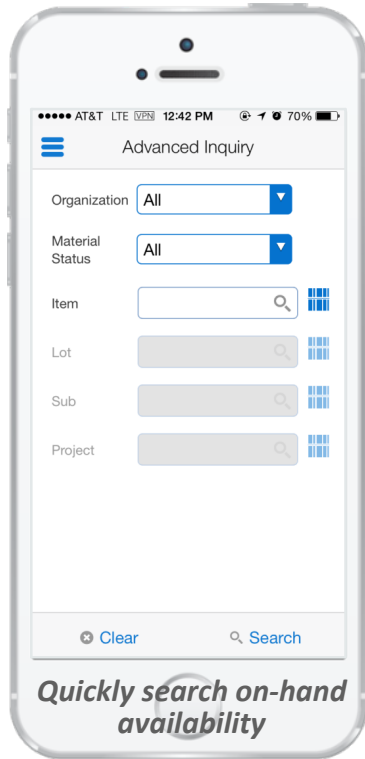 AT&T LTE VPN 12:42 PM 70%
Advanced Inquiry
Organization All
Material
Status
All
Item
Lot
Sub
Project
Clear Search
Quickly search on-hand
availability